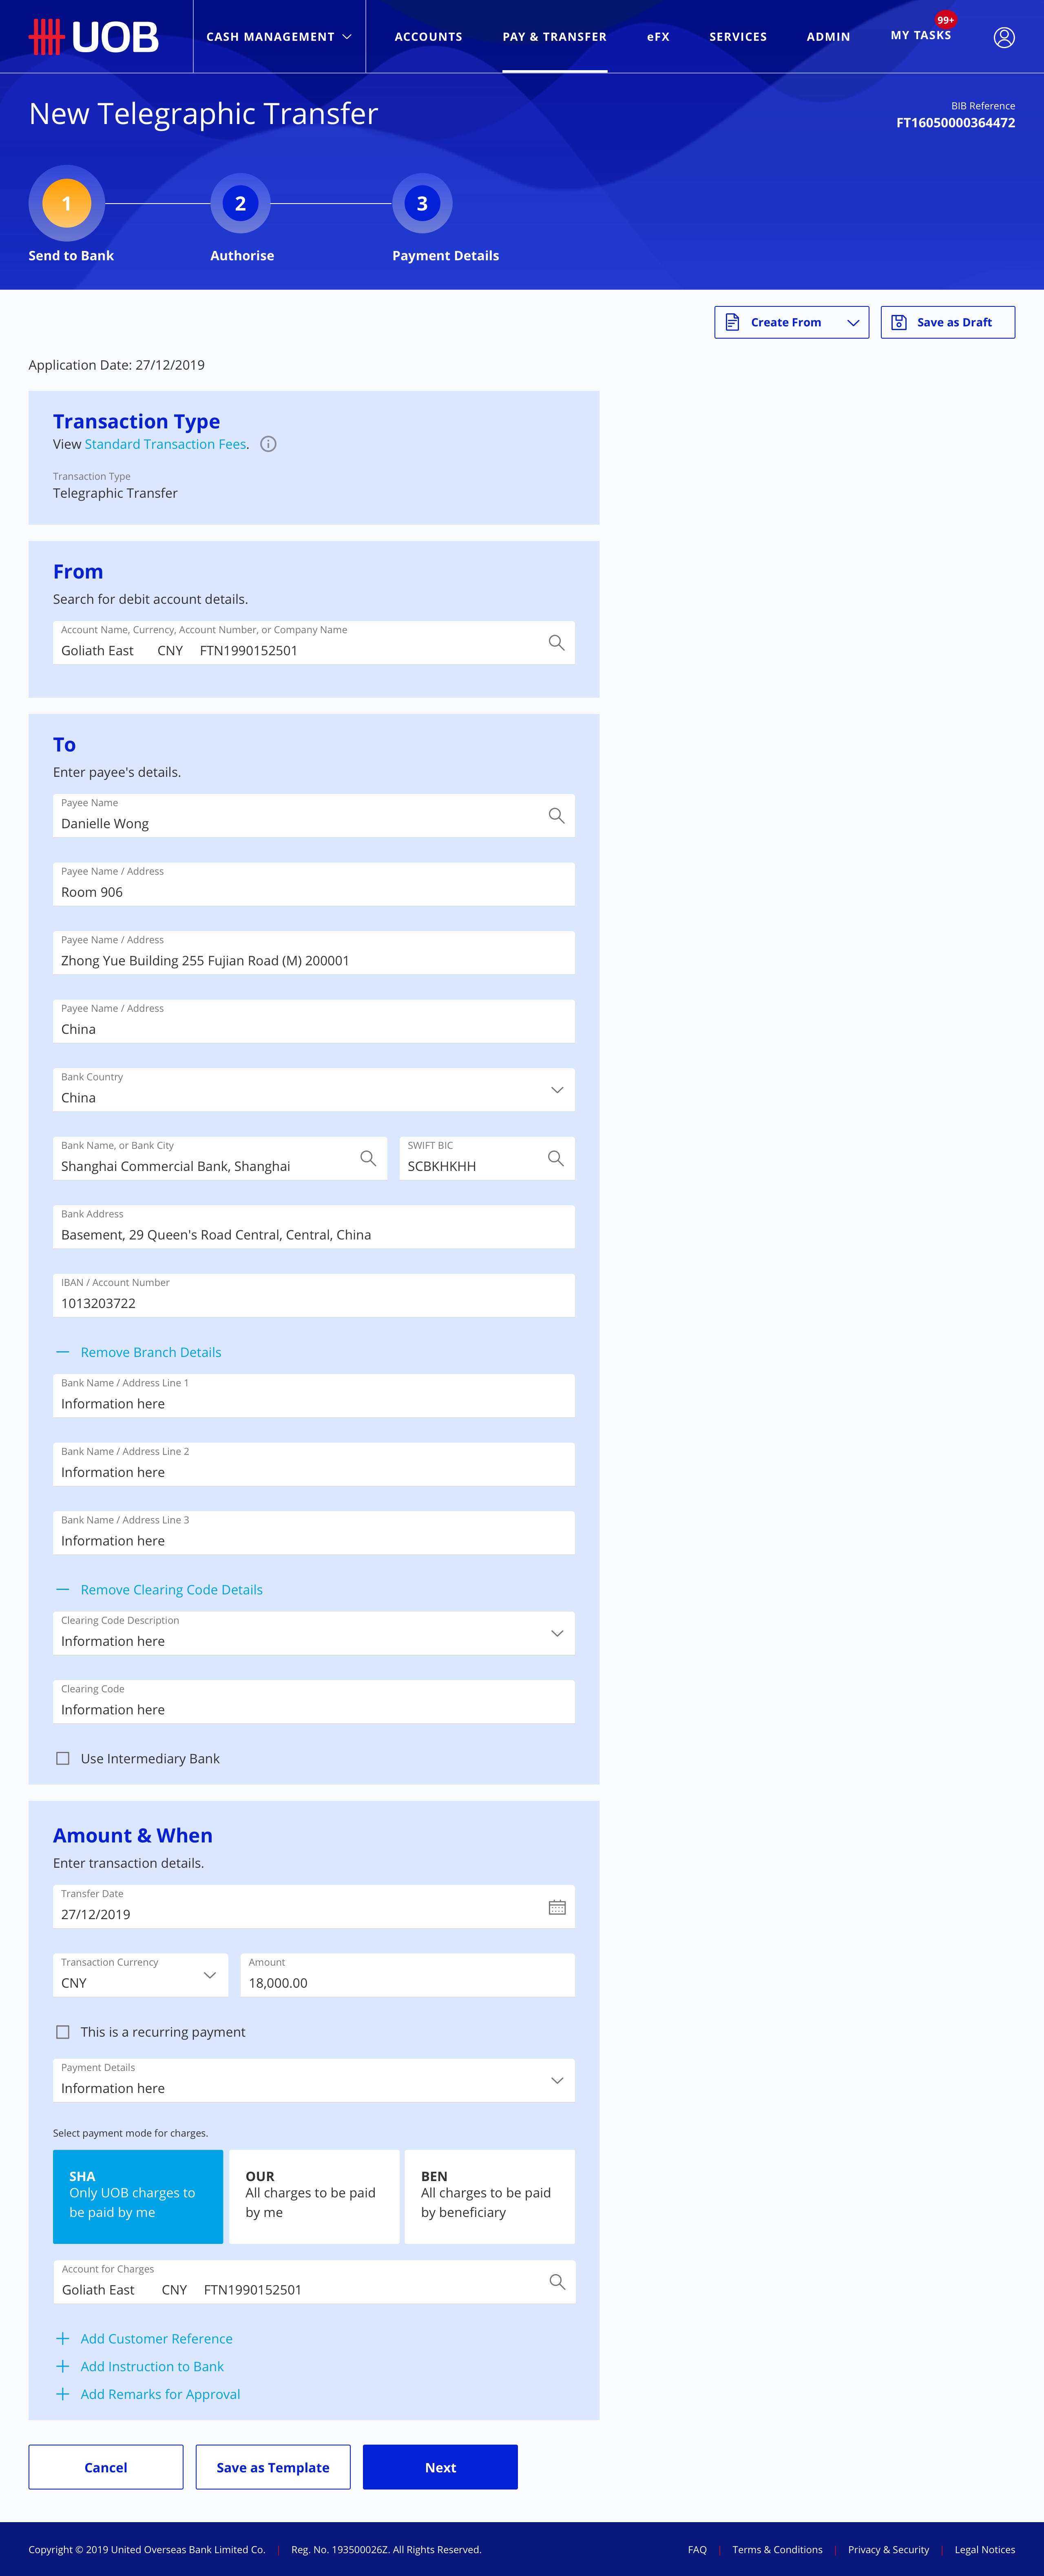 UOB
CASH MANAGEMENT
ACCOUNTS
PAY & TRANSFER
eFX
SERVICES
ADMIN
MY TASKS
99+
New Telegraphic Transfer
BIB Reference
FT16050000364472
1
2
3
Send to Bank
Authorise
Payment Details
Create From
Save as Draft
Application Date: 27/12/2019
Transaction Type
View Standard Transaction Fees.
Transaction Type
Telegraphic Transfer
From
Search for debit account details.
Account Name, Currency, Account Number, or Company Name
Goliath East CNY FTN1990152501
To
Enter payee's details.
Payee Name
Danielle Wong
Payee Name / Address
Room 906
Payee Name / Address
Zhong Yue Building 255 Fujian Road (M) 200001
Payee Name / Address
China
Bank Country
China
Bank Name, or Bank City
Shanghai Commercial Bank, Shanghai
SWIFT BIC
SCBKHKHH
Bank Address
Basement, 29 Queen's Road Central, Central, China
IBAN / Account Number
1013203722
Remove Branch Details
Bank Name / Address Line 1
Information here
Bank Name / Address Line 2
Information here
Bank Name / Address Line 3
Information here
Remove Clearing Code Details
Clearing Code Description
Information here
Clearing Code
Information here
Use Intermediary Bank
Amount & When
Enter transaction details.
Transfer Date
27/12/2019
Transaction Currency
CNY
Amount
18,000.00
This is a recurring payment
Payment Details
Information here
Select payment mode for charges.
SHA
Only UOB charges to
be paid by me
OUR
All charges to be paid
by me
BEN
All charges to be paid
by beneficiary
Account for Charges
Goliath East CNY FTN1990152501
Add Customer Reference
Add Instruction to Bank
Add Remarks for Approval
Cancel
Save as Template
Next
Copyright © 2019 United Overseas Bank Limited Co. | Reg. No. 193500026Z. All Rights Reserved.
FAQ | Terms & Conditions | Privacy & Security | Legal Notices